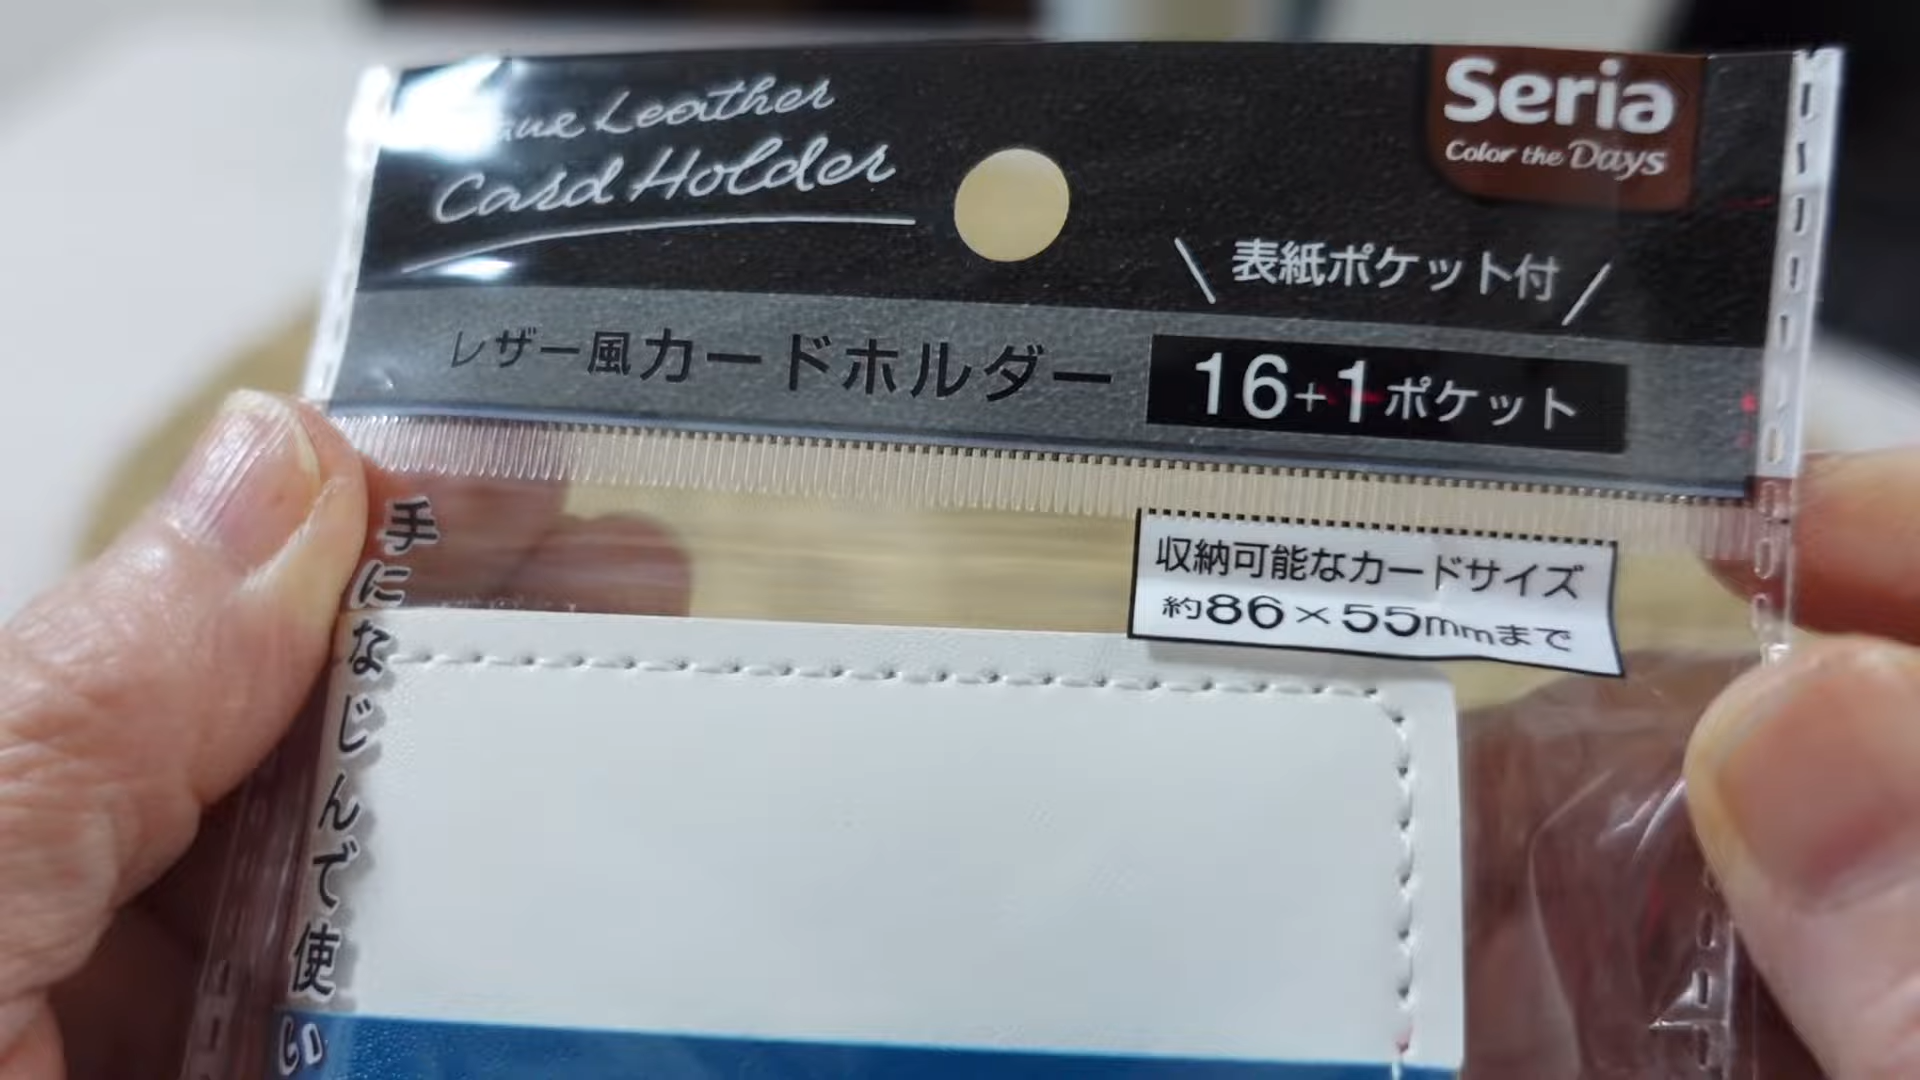 Leather
Card Holder
Seria
Color the Days
表紙ポケット付
レザー風カードホルダー
16+1ポケット
収納可能なカードサイズ
約86×55mmまで
手になじんで使い